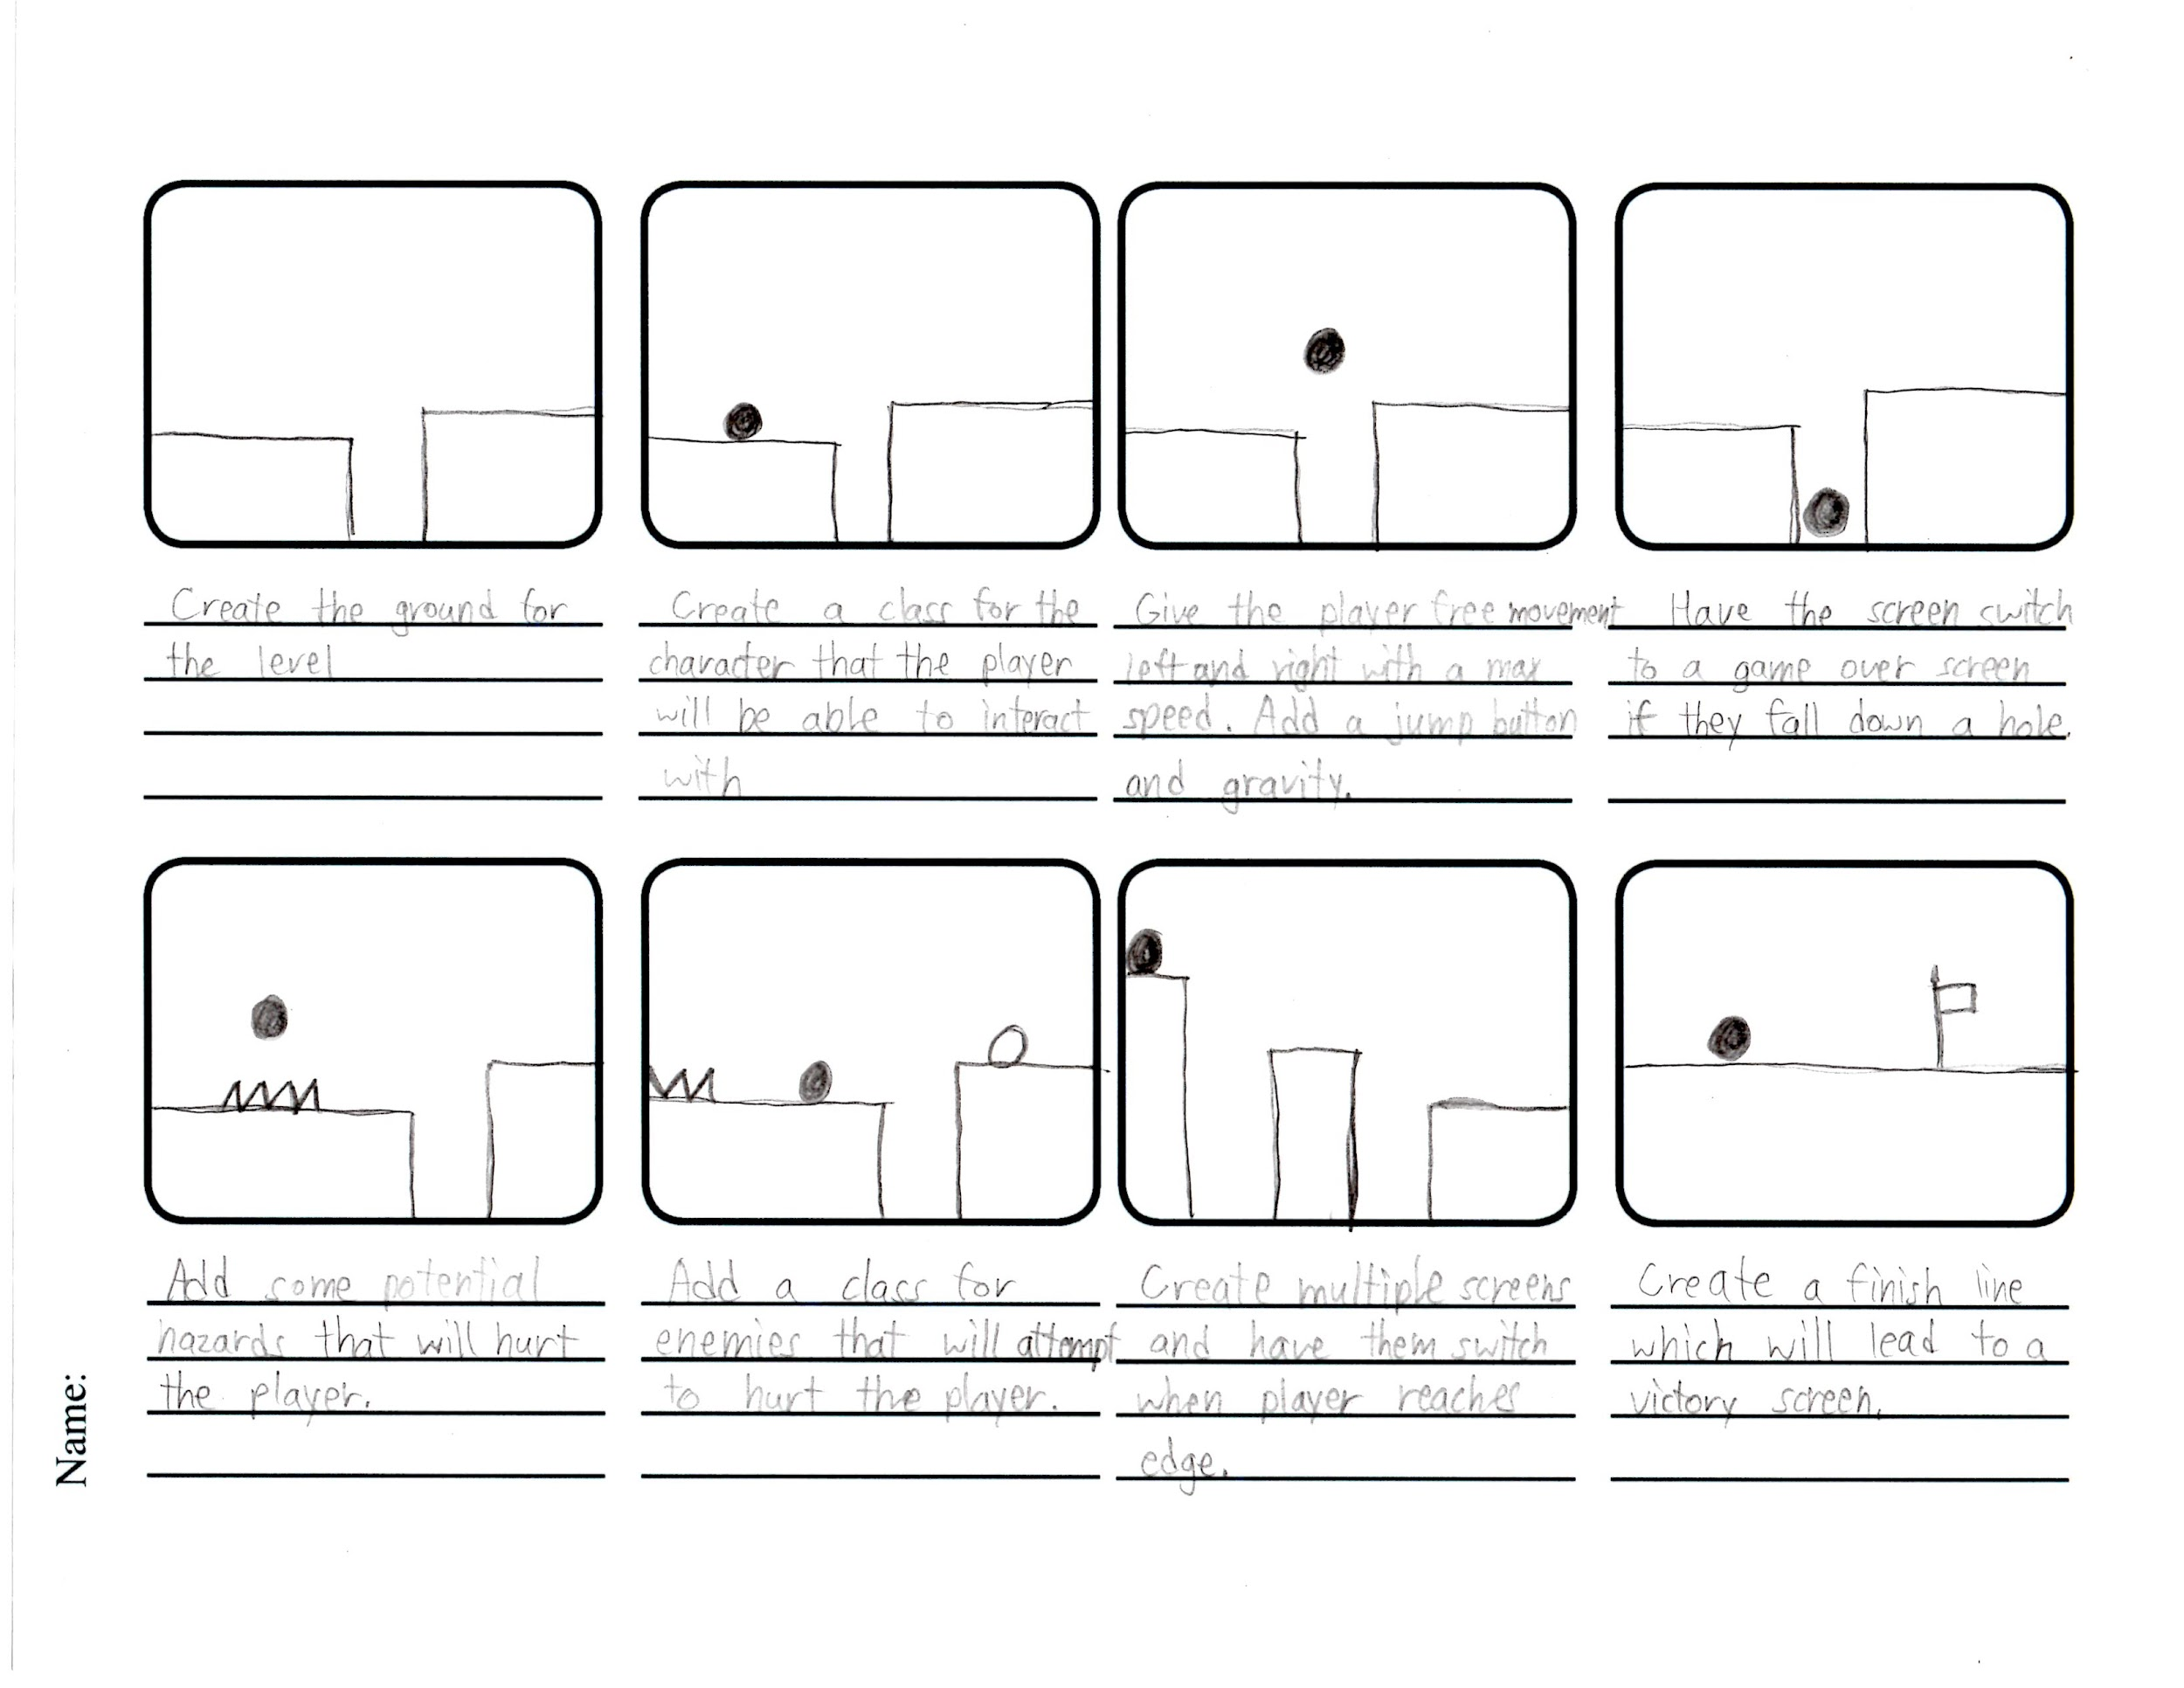 Create the ground for
the level
Create a class for the
character that the player
will be able to interact
with
Give the player free movement
left and right with a max
speed. Add a jump button
and gravity.
Have the screen switch
to a game over screen
if they fall down a hole.
Add some potential
hazards that will hurt
the player.
Add a class for
enemies that will attempt
to hurt the player.
Create multiple screens
and have them switch
when player reaches
edge.
Create a finish line
which will lead to a
victory screen.
Name: